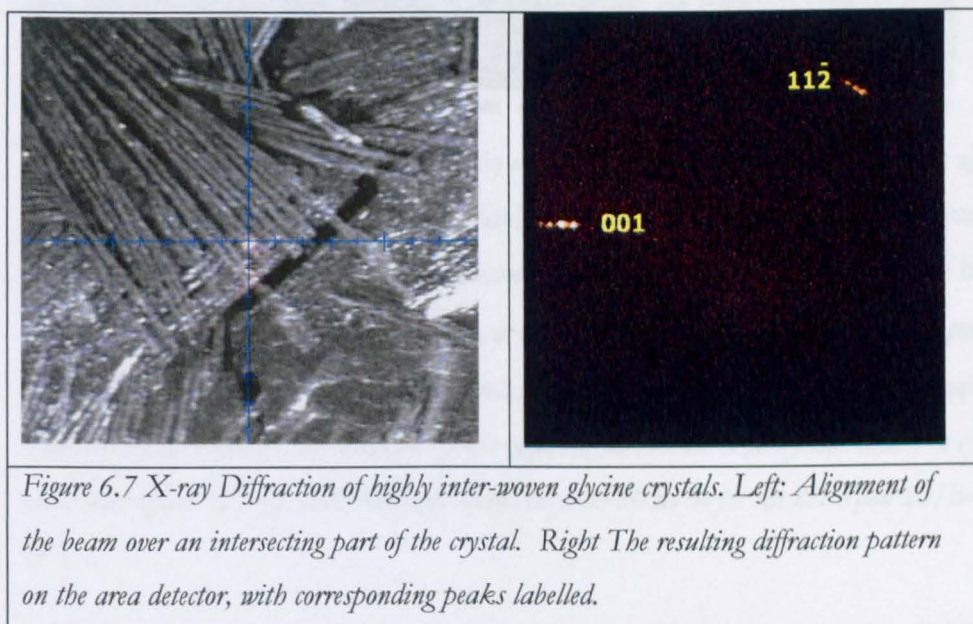 112̄
001
Figure 6.7 X-ray Diffraction of highly inter-woven glycine crystals. Left: Alignment of
the beam over an intersecting part of the crystal. Right The resulting diffraction pattern
on the area detector, with corresponding peaks labelled.